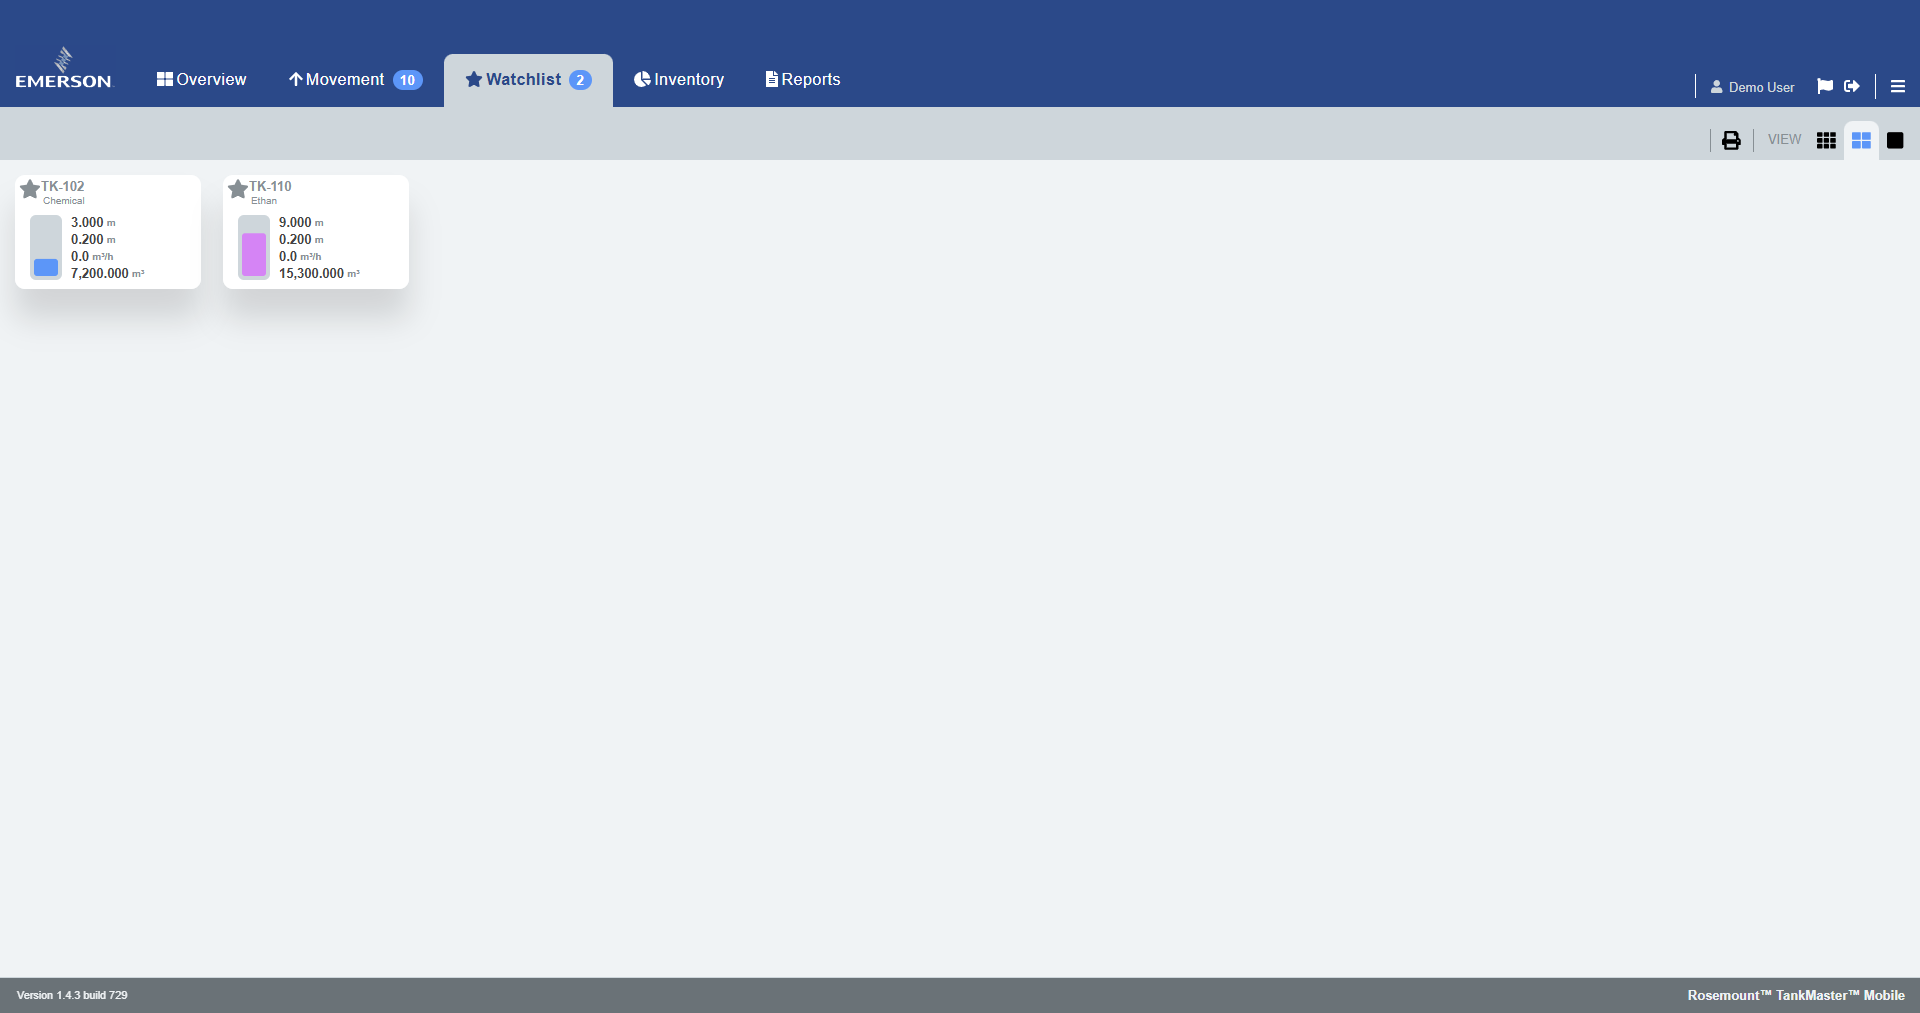 EMERSON
Overview
Movement 10
Watchlist 2
Inventory
Reports
Demo User
VIEW
TK-102
Chemical
3.000 m
0.200 m
0.0 m³/h
7,200.000 m³
TK-110
Ethan
9.000 m
0.200 m
0.0 m³/h
15,300.000 m³
Version 1.4.3 build 729
Rosemount™ TankMaster™ Mobile